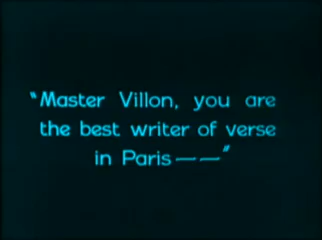 "Master Villon, you are
the best writer of verse
in Paris — —"